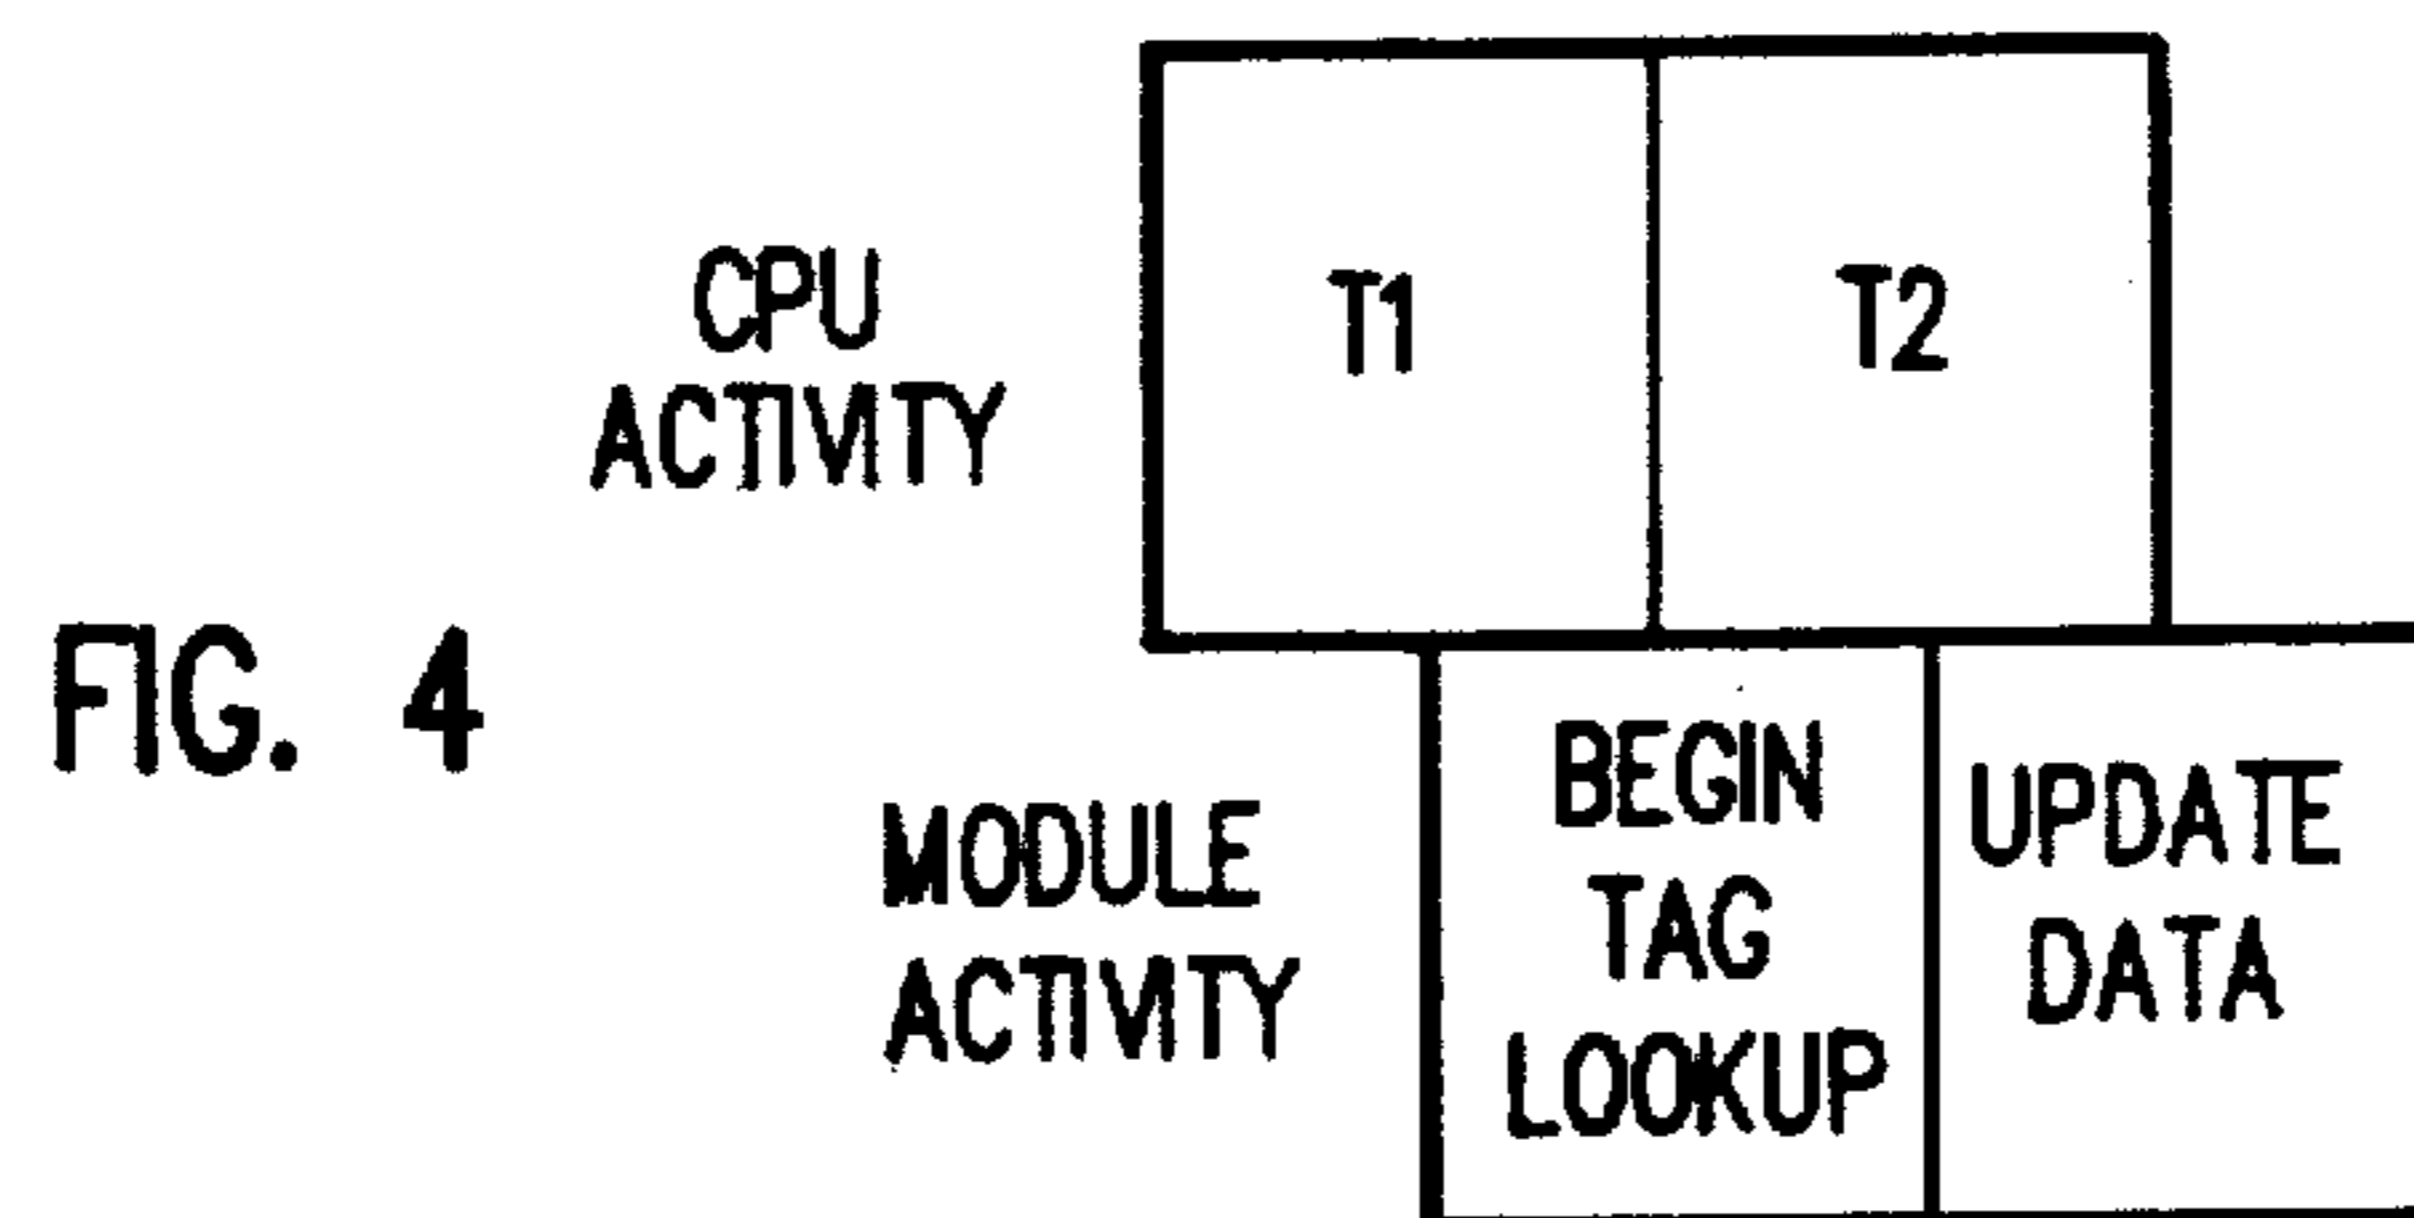 CPU
ACTIVITY
T1
T2
FIG. 4
MODULE
ACTIVITY
BEGIN
TAG
LOOKUP
UPDATE
DATA